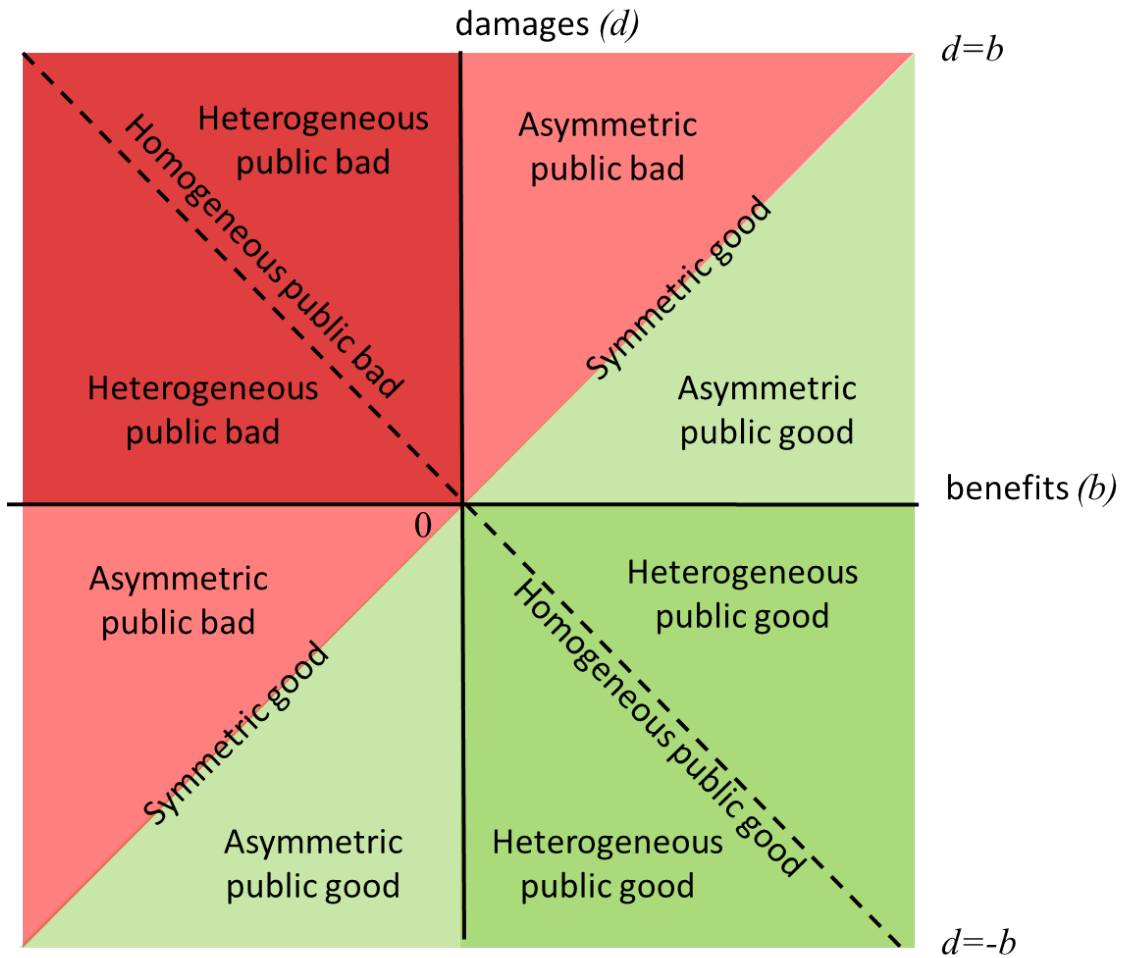 damages (d)
d=b
Heterogeneous
public bad
Asymmetric
public bad
Homogeneous public bad
Symmetric good
Heterogeneous
public bad
Asymmetric
public good
benefits (b)
0
Asymmetric
public bad
Heterogeneous
public good
Homogeneous public good
Symmetric good
Asymmetric
public good
Heterogeneous
public good
d=-b